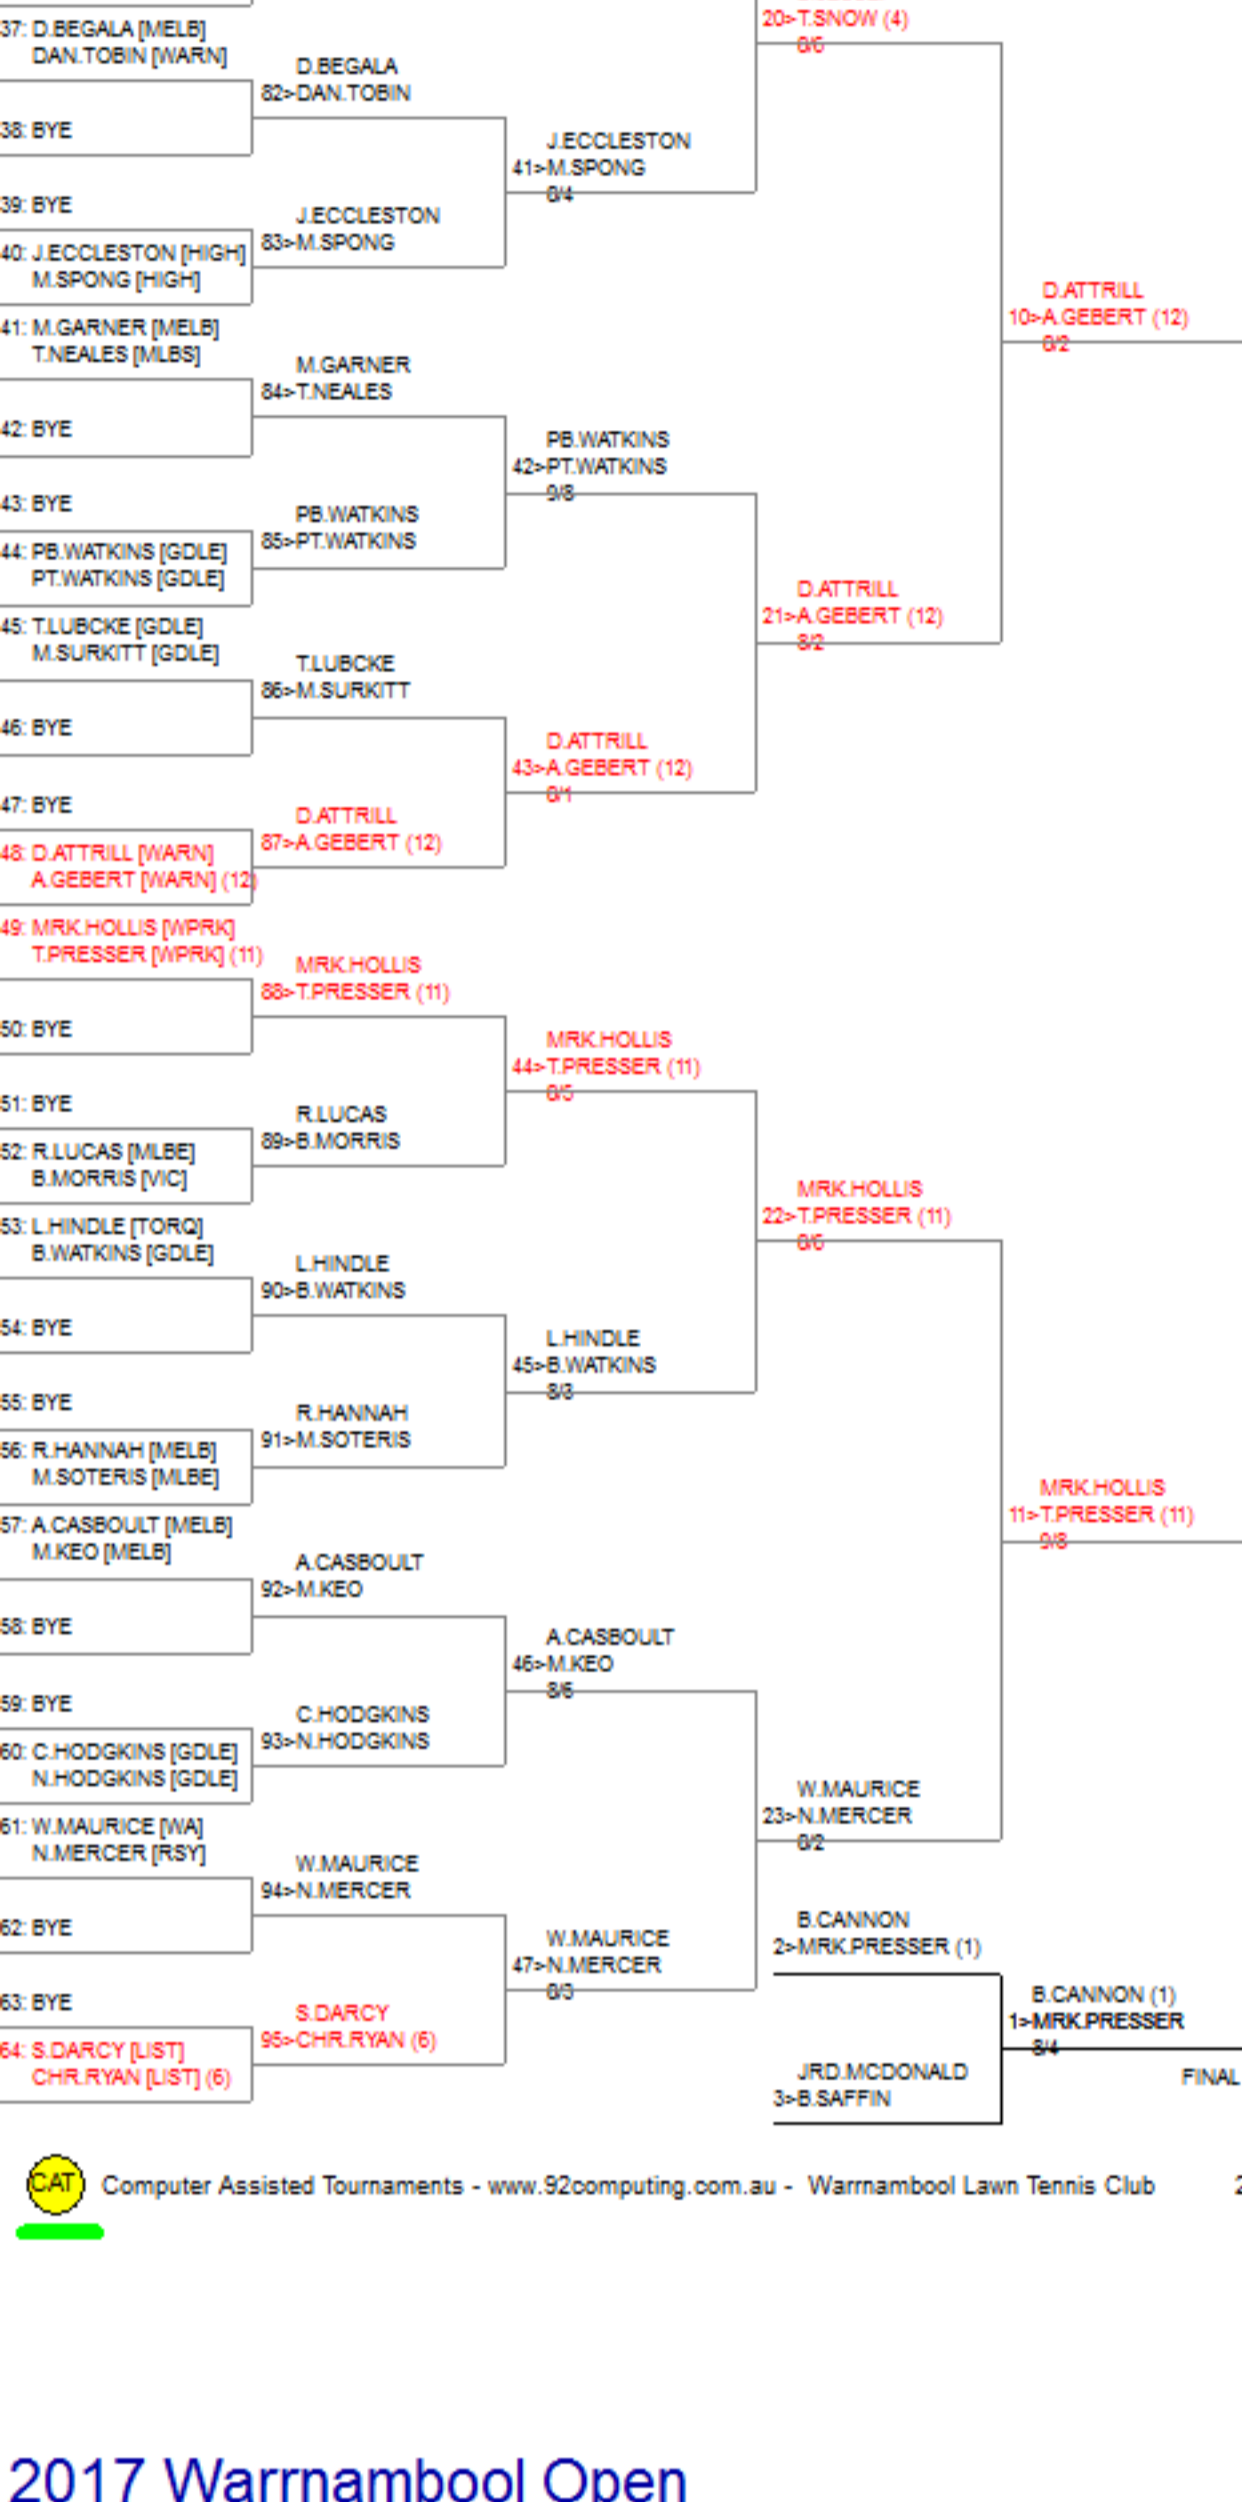 37: D.BEGALA [MELB]
DAN.TOBIN [WARN]
38: BYE
39: BYE
40: J.ECCLESTON [HIGH]
M.SPONG [HIGH]
41: M.GARNER [MELB]
T.NEALES [MLBS]
42: BYE
43: BYE
44: PB.WATKINS [GDLE]
PT.WATKINS [GDLE]
45: T.LUBCKE [GDLE]
M.SURKITT [GDLE]
46: BYE
47: BYE
48: D.ATTRILL [WARN]
A.GEBERT [WARN] (12)
49: MRK.HOLLIS [WPRK]
T.PRESSER [WPRK] (11)
50: BYE
51: BYE
52: R.LUCAS [MLBE]
B.MORRIS [VIC]
53: L.HINDLE [TORQ]
B.WATKINS [GDLE]
54: BYE
55: BYE
56: R.HANNAH [MELB]
M.SOTERIS [MLBE]
57: A.CASBOULT [MELB]
M.KEO [MELB]
58: BYE
59: BYE
60: C.HODGKINS [GDLE]
N.HODGKINS [GDLE]
61: W.MAURICE [WA]
N.MERCER [RSY]
62: BYE
63: BYE
64: S.DARCY [LIST]
CHR.RYAN [LIST] (6)
D.BEGALA
82>DAN.TOBIN
J.ECCLESTON
83>M.SPONG
M.GARNER
84>T.NEALES
PB.WATKINS
85>PT.WATKINS
T.LUBCKE
86>M.SURKITT
D.ATTRILL
87>A.GEBERT (12)
MRK.HOLLIS
88>T.PRESSER (11)
R.LUCAS
89>B.MORRIS
L.HINDLE
90>B.WATKINS
R.HANNAH
91>M.SOTERIS
A.CASBOULT
92>M.KEO
C.HODGKINS
93>N.HODGKINS
W.MAURICE
94>N.MERCER
S.DARCY
95>CHR.RYAN (6)
J.ECCLESTON
41>M.SPONG
8/4
PB.WATKINS
42>PT.WATKINS
9/8
D.ATTRILL
43>A.GEBERT (12)
8/1
MRK.HOLLIS
44>T.PRESSER (11)
8/5
L.HINDLE
45>B.WATKINS
8/3
A.CASBOULT
46>M.KEO
8/6
W.MAURICE
47>N.MERCER
8/3
20>T.SNOW (4)
8/6
D.ATTRILL
21>A.GEBERT (12)
8/2
MRK.HOLLIS
22>T.PRESSER (11)
8/6
W.MAURICE
23>N.MERCER
8/2
D.ATTRILL
10>A.GEBERT (12)
8/2
MRK.HOLLIS
11>T.PRESSER (11)
9/8
B.CANNON
2>MRK.PRESSER (1)
JRD.MCDONALD
3>B.SAFFIN
B.CANNON (1)
1>MRK.PRESSER
8/4
FINAL
CAT Computer Assisted Tournaments - www.92computing.com.au - Warrnambool Lawn Tennis Club 2
2017 Warrnambool Open